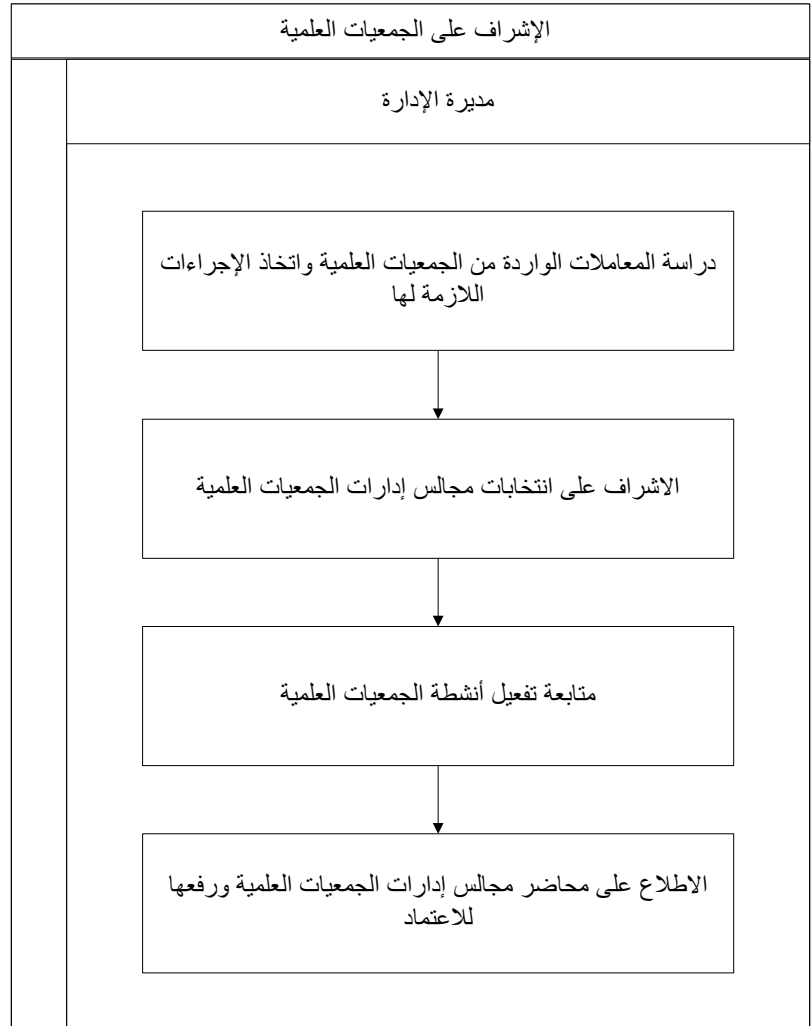 الإشراف على الجمعيات العلمية
مديرة الإدارة
دراسة المعاملات الواردة من الجمعيات العلمية واتخاذ الإجراءات
اللازمة لها
الاشراف على انتخابات مجالس إدارات الجمعيات العلمية
متابعة تفعيل أنشطة الجمعيات العلمية
الاطلاع على محاضر مجالس إدارات الجمعيات العلمية ورفعها
للاعتماد